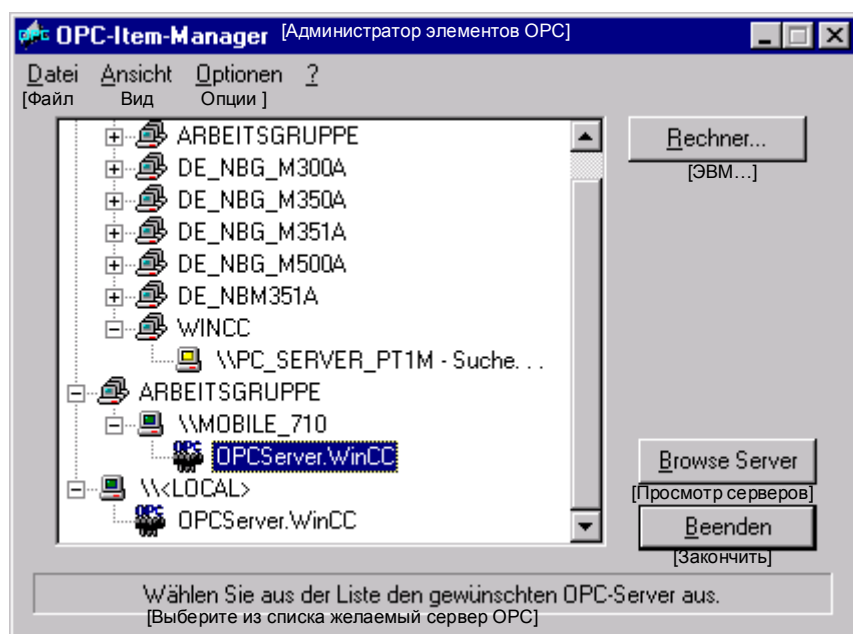 OPC-Item-Manager [Администратор элементов OPC]
Datei Ansicht Optionen ?
[Файл Вид Опции ]
ARBEITSGRUPPE
DE_NBG_M300A
DE_NBG_M350A
DE_NBG_M351A
DE_NBG_M500A
DE_NBM351A
WINCC
\\PC_SERVER_PT1M - Suche. . .
ARBEITSGRUPPE
\\MOBILE_710
OPCServer.WinCC
\\<LOCAL>
OPCServer.WinCC
Rechner...
[ЭВМ…]
Browse Server
[Просмотр серверов]
Beenden
[Закончить]
Wählen Sie aus der Liste den gewünschten OPC-Server aus.
[Выберите из списка желаемый сервер OPC]